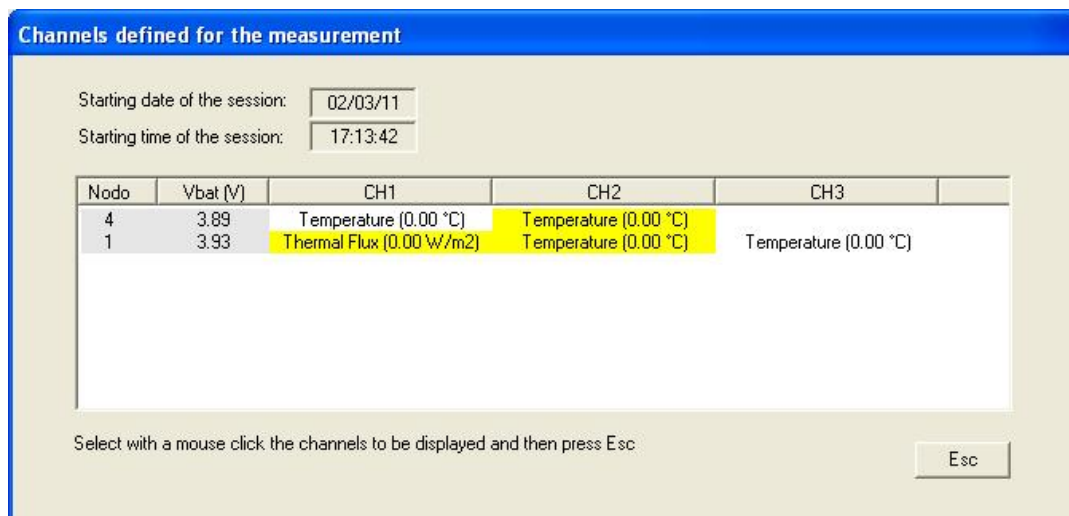 Channels defined for the measurement
Starting date of the session: 02/03/11
Starting time of the session: 17:13:42
Nodo Vbat (V) CH1 CH2 CH3
4 3.89 Temperature (0.00 °C) Temperature (0.00 °C)
1 3.93 Thermal Flux (0.00 W/m2) Temperature (0.00 °C) Temperature (0.00 °C)
Select with a mouse click the channels to be displayed and then press Esc
Esc